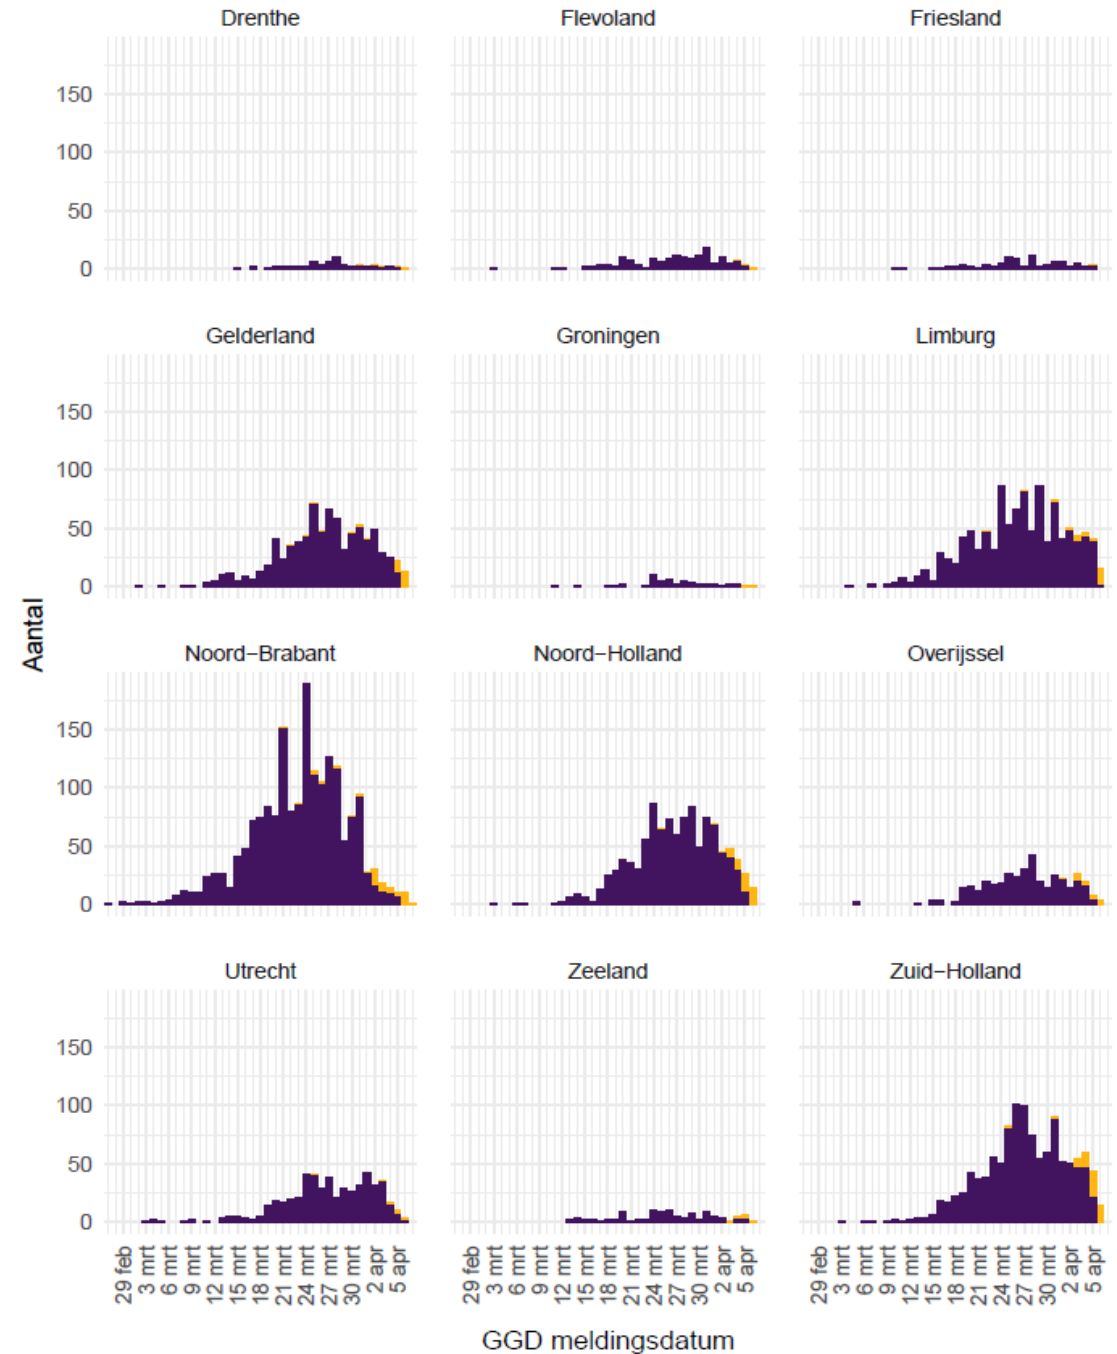 Drenthe Flevoland Friesland
150
100
50
0
Gelderland Groningen Limburg
150
100
50
0
Aantal
Noord−Brabant Noord−Holland Overijssel
150
100
50
0
Utrecht Zeeland Zuid−Holland
150
100
50
0
29 feb 3 mrt 6 mrt 9 mrt 12 mrt 15 mrt 18 mrt 21 mrt 24 mrt 27 mrt 30 mrt 2 apr 5 apr 29 feb 3 mrt 6 mrt 9 mrt 12 mrt 15 mrt 18 mrt 21 mrt 24 mrt 27 mrt 30 mrt 2 apr 5 apr 29 feb 3 mrt 6 mrt 9 mrt 12 mrt 15 mrt 18 mrt 21 mrt 24 mrt 27 mrt 30 mrt 2 apr 5 apr
GGD meldingsdatum